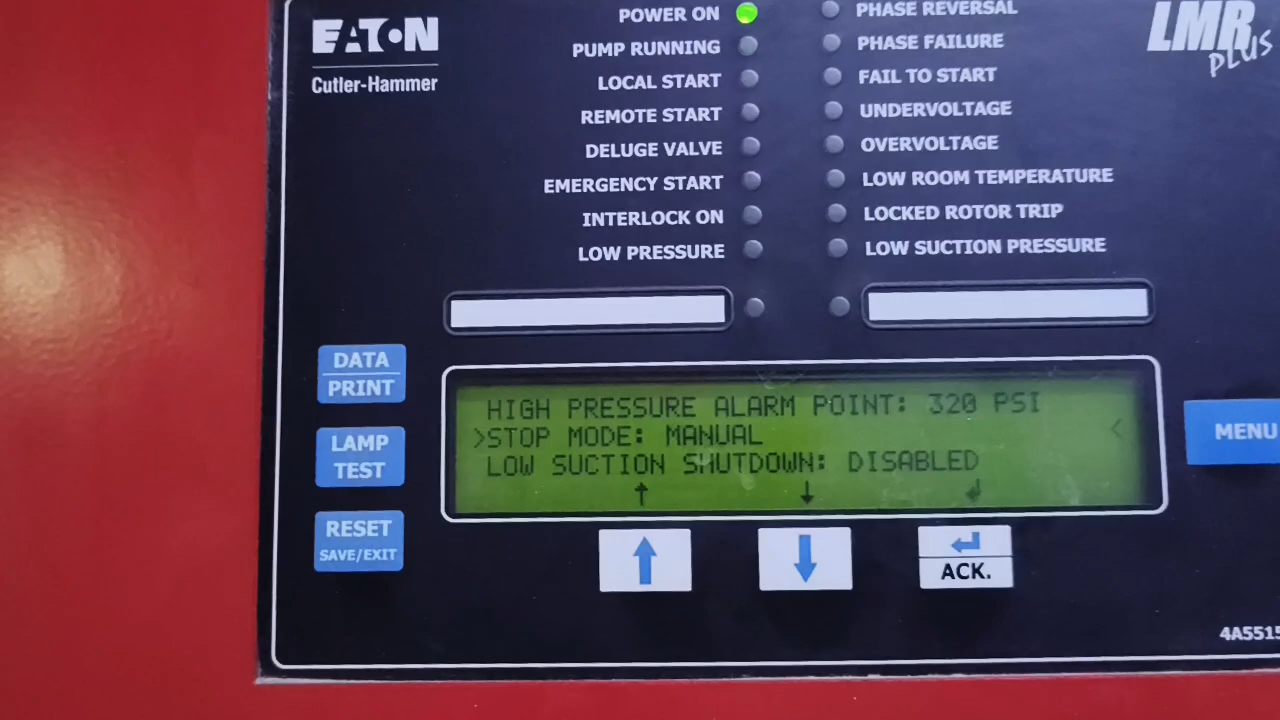 EATON
Cutler-Hammer
LMR
PLUS
POWER ON
PUMP RUNNING
LOCAL START
REMOTE START
DELUGE VALVE
EMERGENCY START
INTERLOCK ON
LOW PRESSURE
PHASE REVERSAL
PHASE FAILURE
FAIL TO START
UNDERVOLTAGE
OVERVOLTAGE
LOW ROOM TEMPERATURE
LOCKED ROTOR TRIP
LOW SUCTION PRESSURE
DATA
PRINT
LAMP
TEST
RESET
SAVE/EXIT
HIGH PRESSURE ALARM POINT: 320 PSI
>STOP MODE: MANUAL <
LOW SUCTION SHUTDOWN: DISABLED
↑ ↓ ↵
MENU
↑ ↓ ↵
ACK.
4A5515